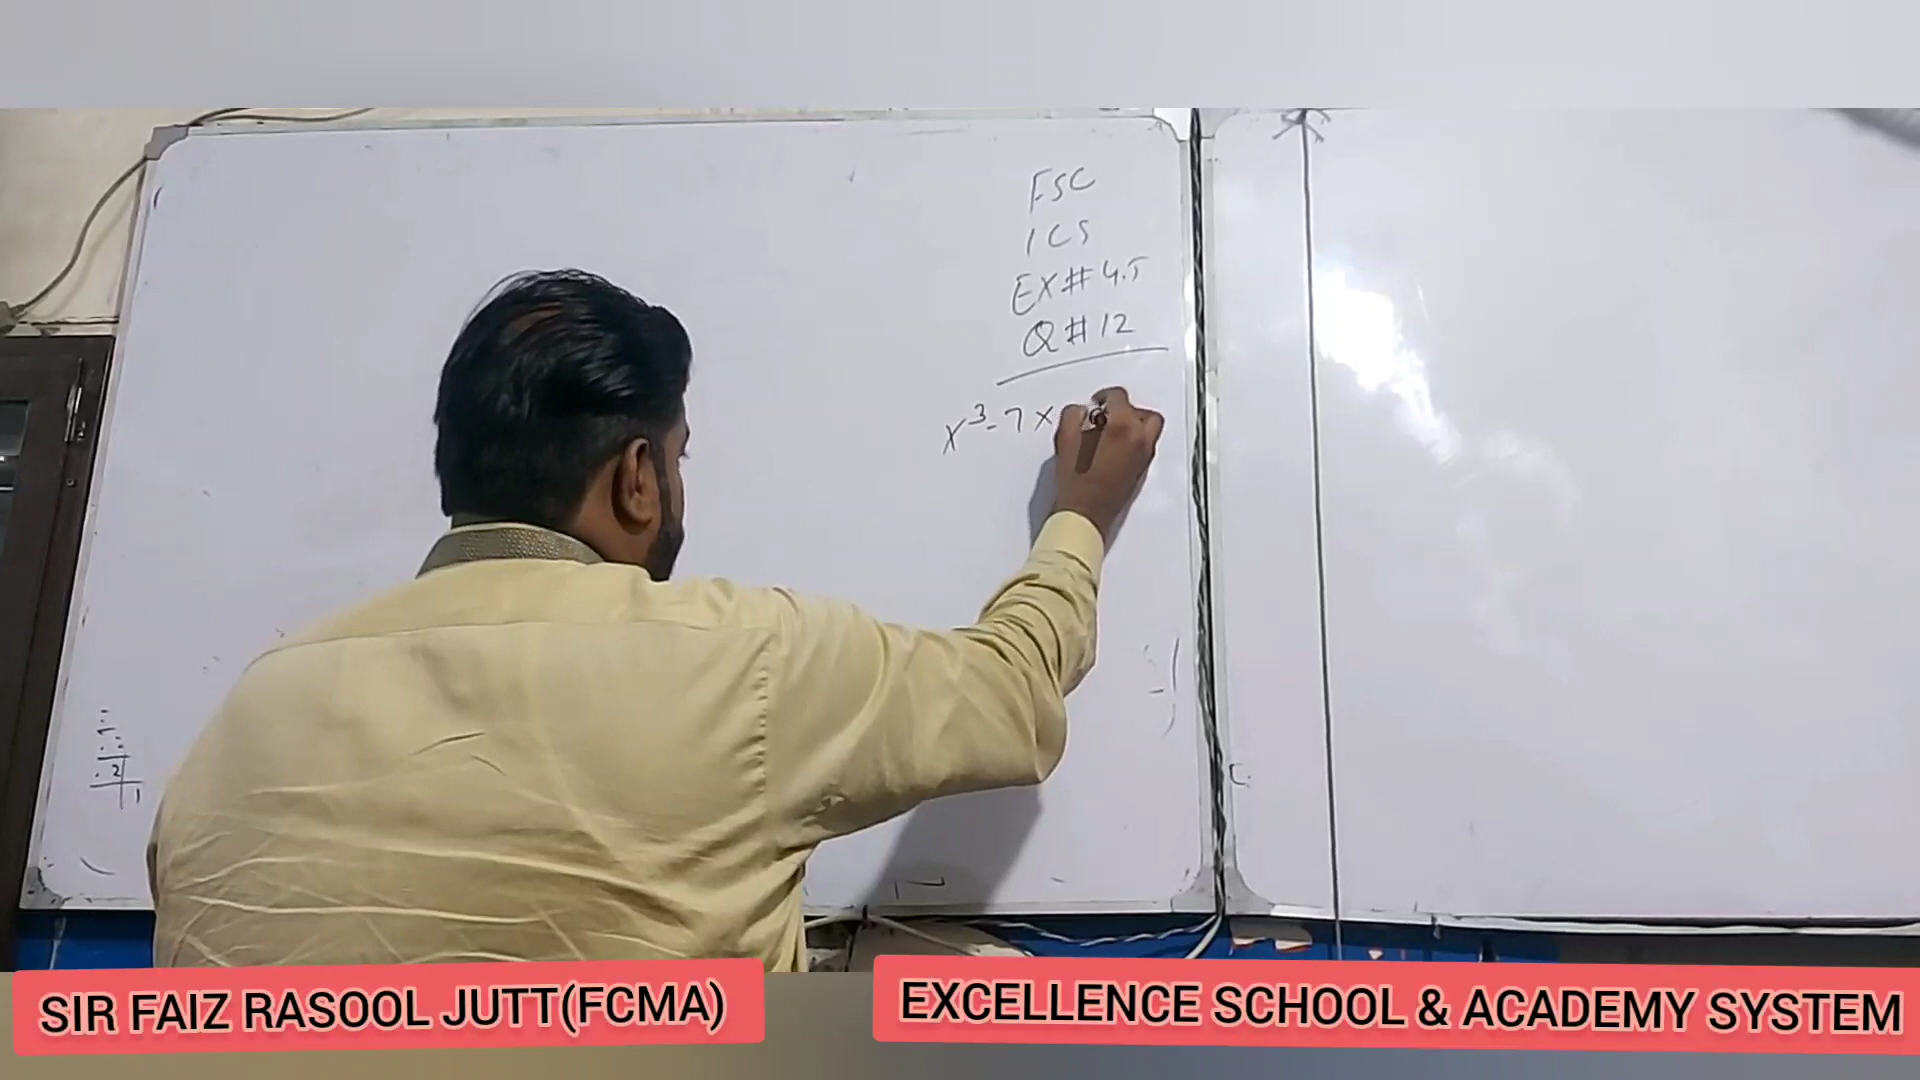 FSC
ICS
EX# 4.5
Q # 12
x³-7x
SIR FAIZ RASOOL JUTT(FCMA)
EXCELLENCE SCHOOL & ACADEMY SYSTEM